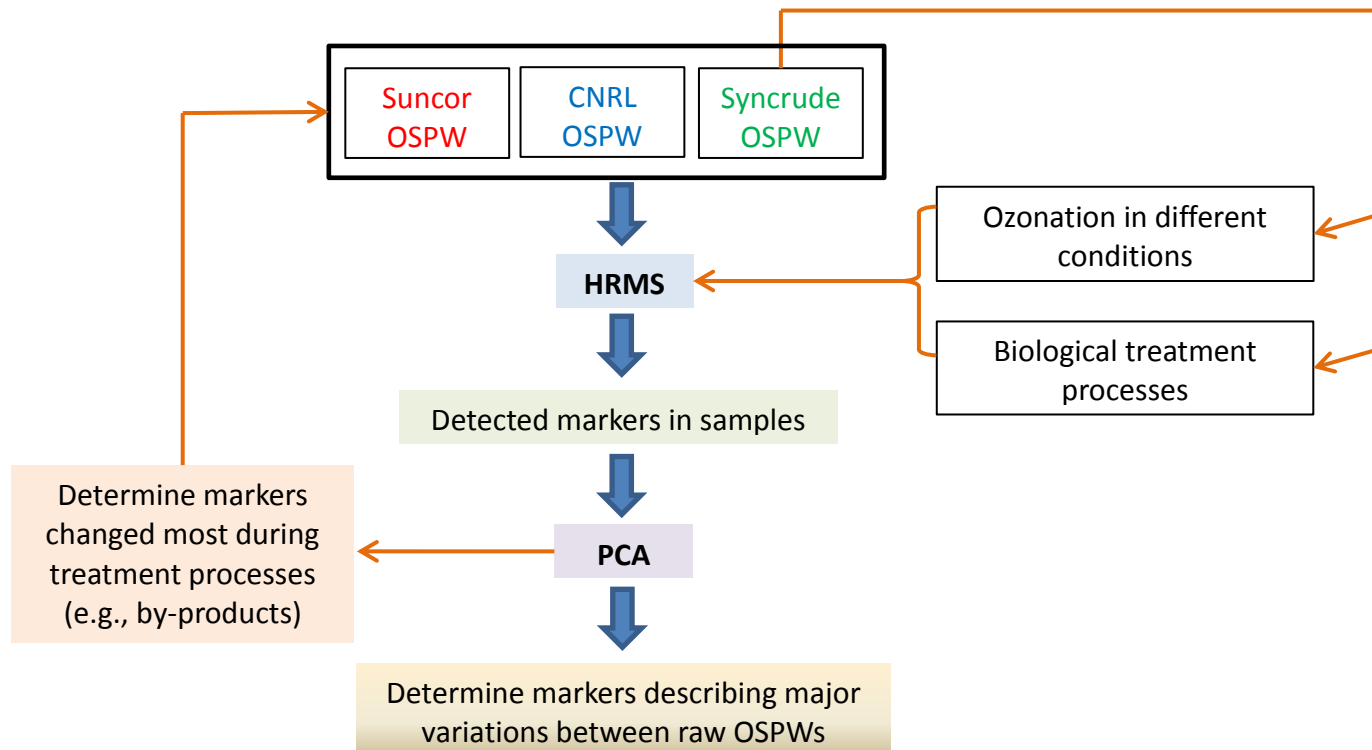 Suncor
OSPW
CNRL
OSPW
Syncrude
OSPW
Ozonation in different
conditions
HRMS
Biological treatment
processes
Detected markers in samples
Determine markers
changed most during
treatment processes
(e.g., by-products)
PCA
Determine markers describing major
variations between raw OSPWs